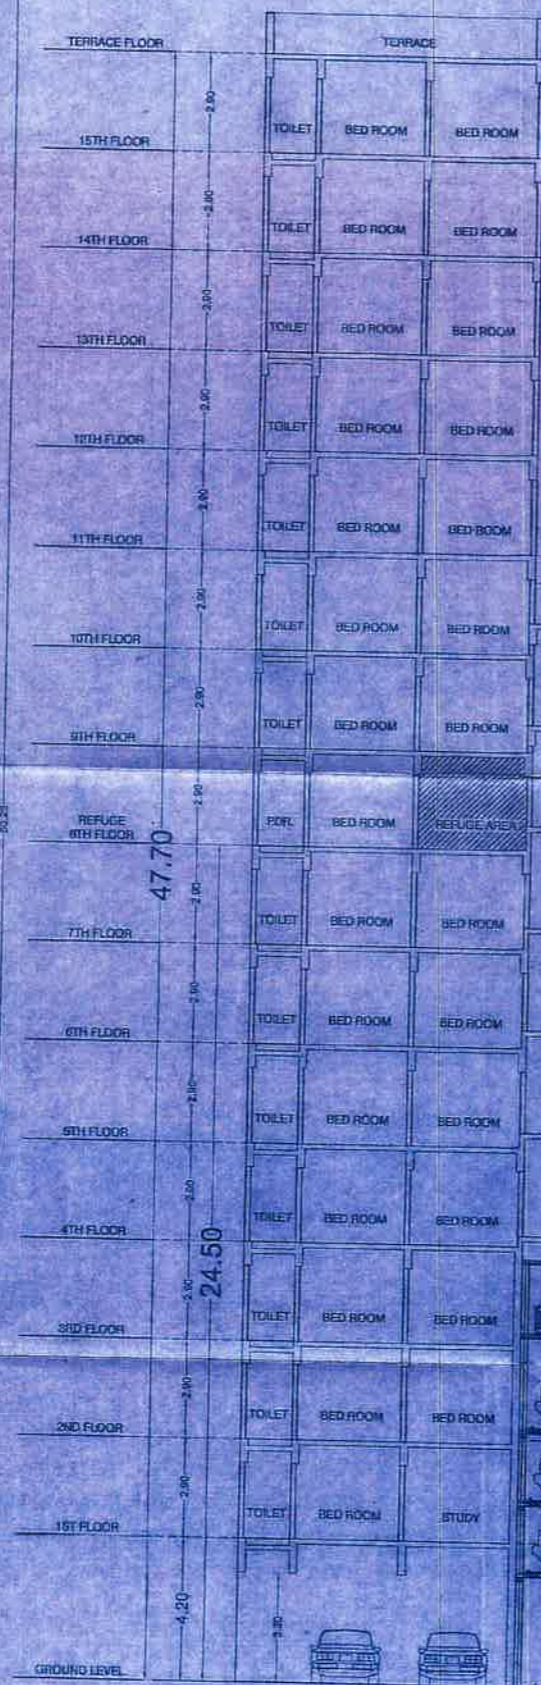 TERRACE FLOOR
TERRACE
2.90
15TH FLOOR
TOILET
BED ROOM
BED ROOM
2.90
14TH FLOOR
TOILET
BED ROOM
BED ROOM
2.90
13TH FLOOR
TOILET
BED ROOM
BED ROOM
2.90
12TH FLOOR
TOILET
BED ROOM
BED ROOM
2.90
11TH FLOOR
TOILET
BED ROOM
BED ROOM
2.90
10TH FLOOR
TOILET
BED ROOM
BED ROOM
2.90
9TH FLOOR
TOILET
BED ROOM
BED ROOM
2.90
REFUGE
8TH FLOOR
PDR.
BED ROOM
REFUGE AREA
47.70
2.90
7TH FLOOR
TOILET
BED ROOM
BED ROOM
2.90
6TH FLOOR
TOILET
BED ROOM
BED ROOM
2.90
5TH FLOOR
TOILET
BED ROOM
BED ROOM
2.90
4TH FLOOR
TOILET
BED ROOM
BED ROOM
24.50
2.90
3RD FLOOR
TOILET
BED ROOM
BED ROOM
2.90
2ND FLOOR
TOILET
BED ROOM
BED ROOM
2.90
1ST FLOOR
TOILET
BED ROOM
STUDY
4.20
GROUND LEVEL